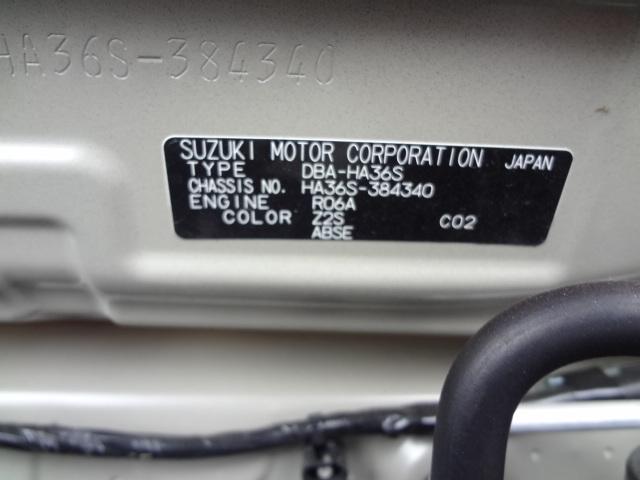 HA36S-384340
SUZUKI MOTOR CORPORATION JAPAN
TYPE DBA-HA36S
CHASSIS NO. HA36S-384340
ENGINE R06A
COLOR Z2S C02
ABSE